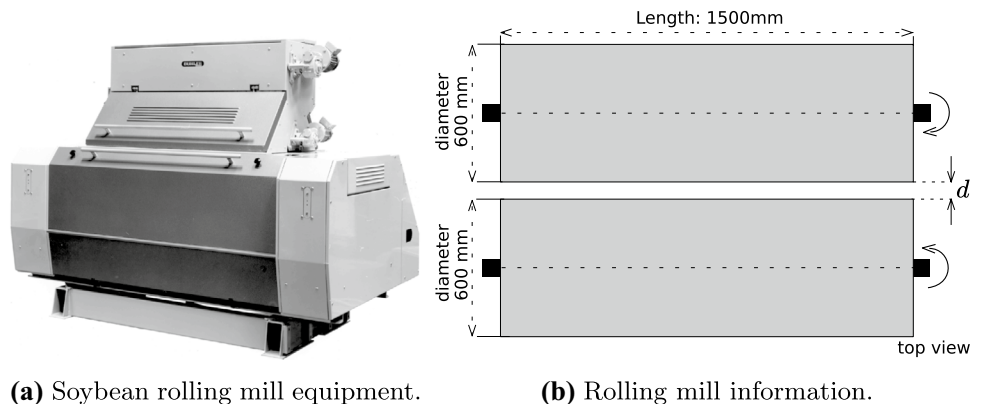 Length: 1500mm
diameter
600 mm
d
diameter
600 mm
top view
(a) Soybean rolling mill equipment.
(b) Rolling mill information.